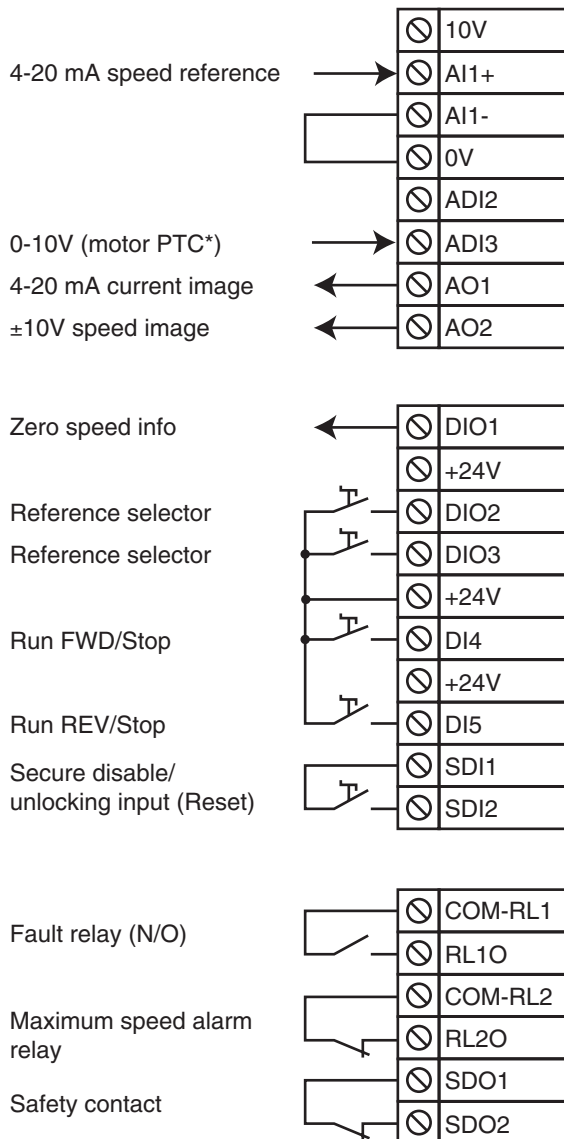 10V
4-20 mA speed reference AI1+
AI1-
0V
ADI2
0-10V (motor PTC*) ADI3
4-20 mA current image AO1
±10V speed image AO2
Zero speed info DIO1
+24V
Reference selector DIO2
Reference selector DIO3
+24V
Run FWD/Stop DI4
+24V
Run REV/Stop DI5
Secure disable/ SDI1
unlocking input (Reset) SDI2
COM-RL1
Fault relay (N/O)
RL1O
COM-RL2
Maximum speed alarm
relay
RL2O
SDO1
Safety contact
SDO2